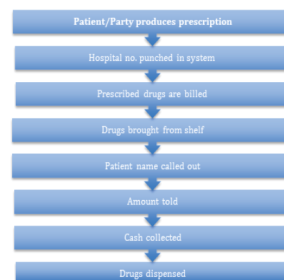 Patient/Party produces prescription
Hospital no. punched in system
Prescribed drugs are billed
Drugs brought from shelf
Patient name called out
Amount told
Cash collected
Drugs dispensed